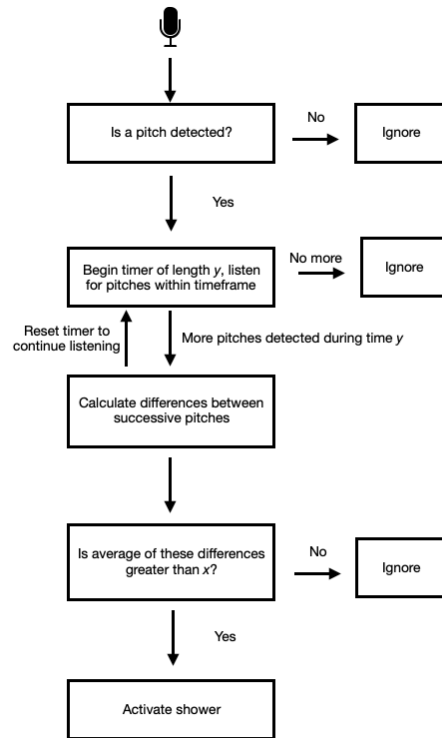 Is a pitch detected?
No
Ignore
Yes
Begin timer of length y, listen
for pitches within timeframe
No more
Ignore
Reset timer to
continue listening
More pitches detected during time y
Calculate differences between
successive pitches
Is average of these differences
greater than x?
No
Ignore
Yes
Activate shower